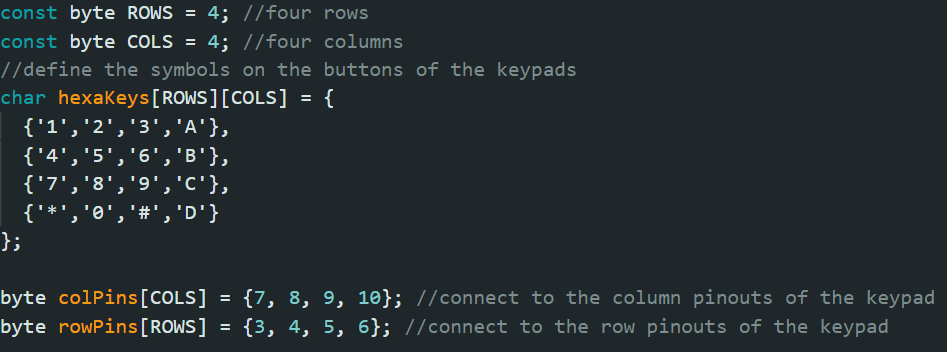 const byte ROWS = 4; //four rows
const byte COLS = 4; //four columns
//define the symbols on the buttons of the keypads
char hexaKeys[ROWS][COLS] = {
  {'1','2','3','A'},
  {'4','5','6','B'},
  {'7','8','9','C'},
  {'*','0','#','D'}
};

byte colPins[COLS] = {7, 8, 9, 10}; //connect to the column pinouts of the keypad
byte rowPins[ROWS] = {3, 4, 5, 6}; //connect to the row pinouts of the keypad